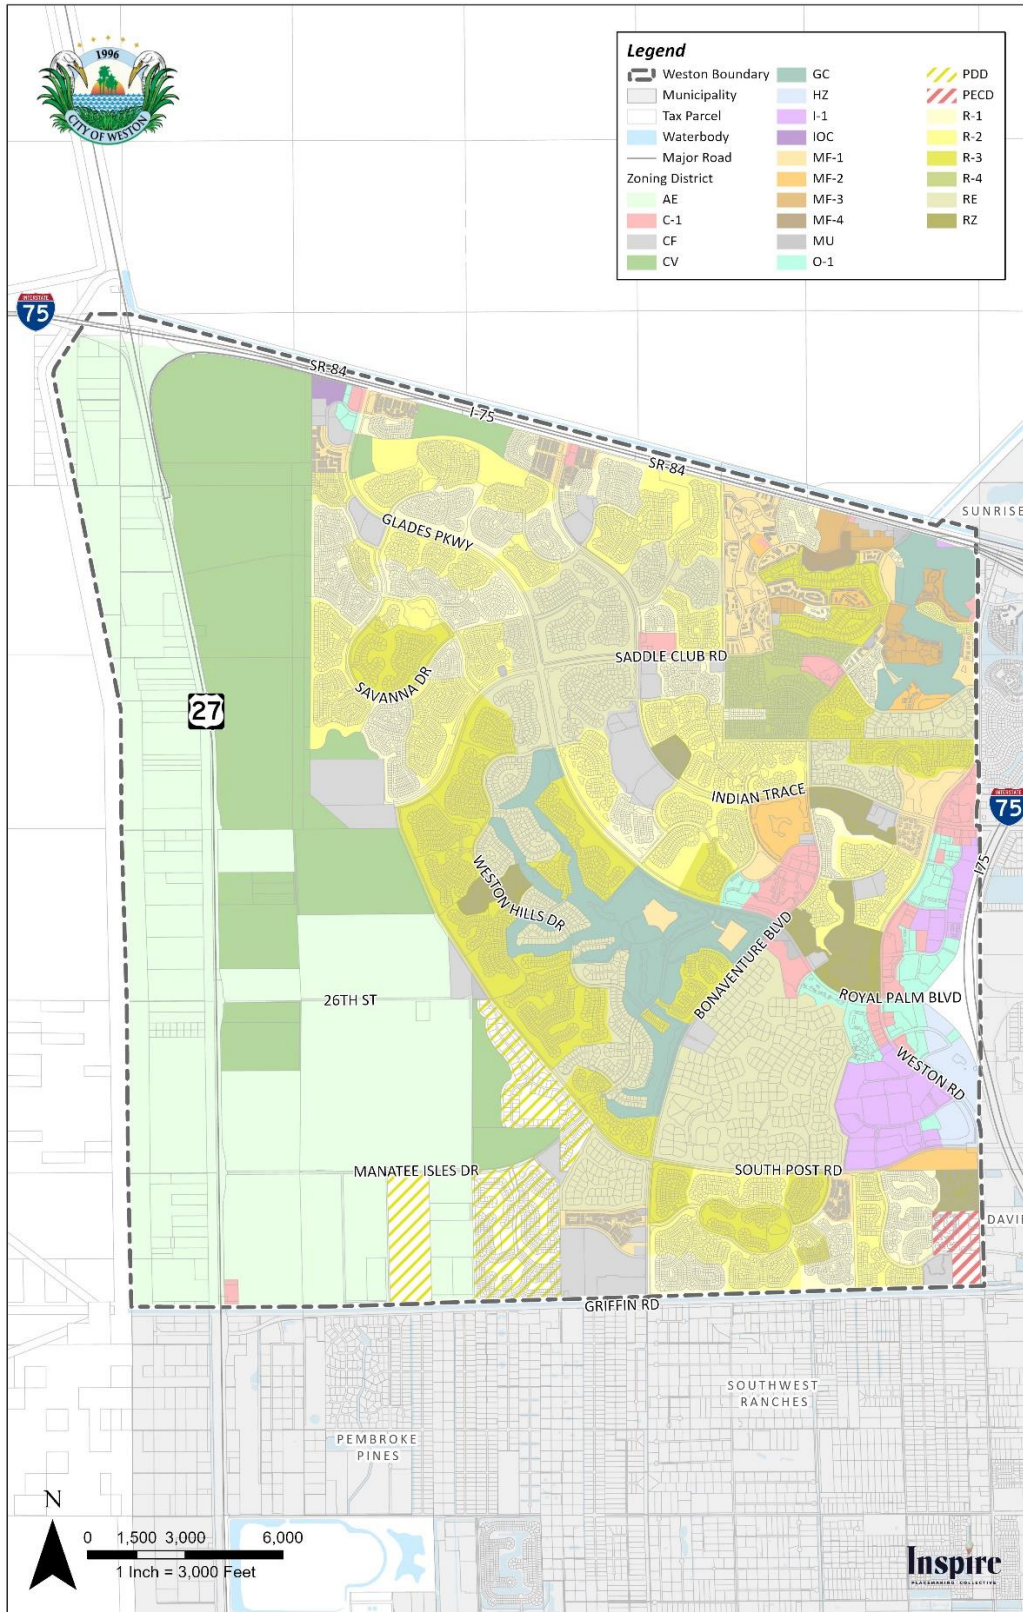 1996
CITY OF WESTON
Legend
Weston Boundary
Municipality
Tax Parcel
Waterbody
Major Road
Zoning District
AE
C-1
CF
CV
GC
HZ
I-1
IOC
MF-1
MF-2
MF-3
MF-4
MU
O-1
PDD
PECD
R-1
R-2
R-3
R-4
RE
RZ
INTERSTATE
75
SR-84
I-75
SR-84
SUNRISE
GLADES PKWY
SADDLE CLUB RD
SAVANNA DR
27
INDIAN TRACE
INTERSTATE
75
I75
WESTON HILLS DR
BONAVENTURE BLVD
26TH ST
ROYAL PALM BLVD
WESTON RD
MANATEE ISLES DR
SOUTH POST RD
DAVIE
GRIFFIN RD
SOUTHWEST
RANCHES
PEMBROKE
PINES
N
0 1,500 3,000 6,000
1 Inch = 3,000 Feet
Inspire
PLACEMAKING COLLECTIVE